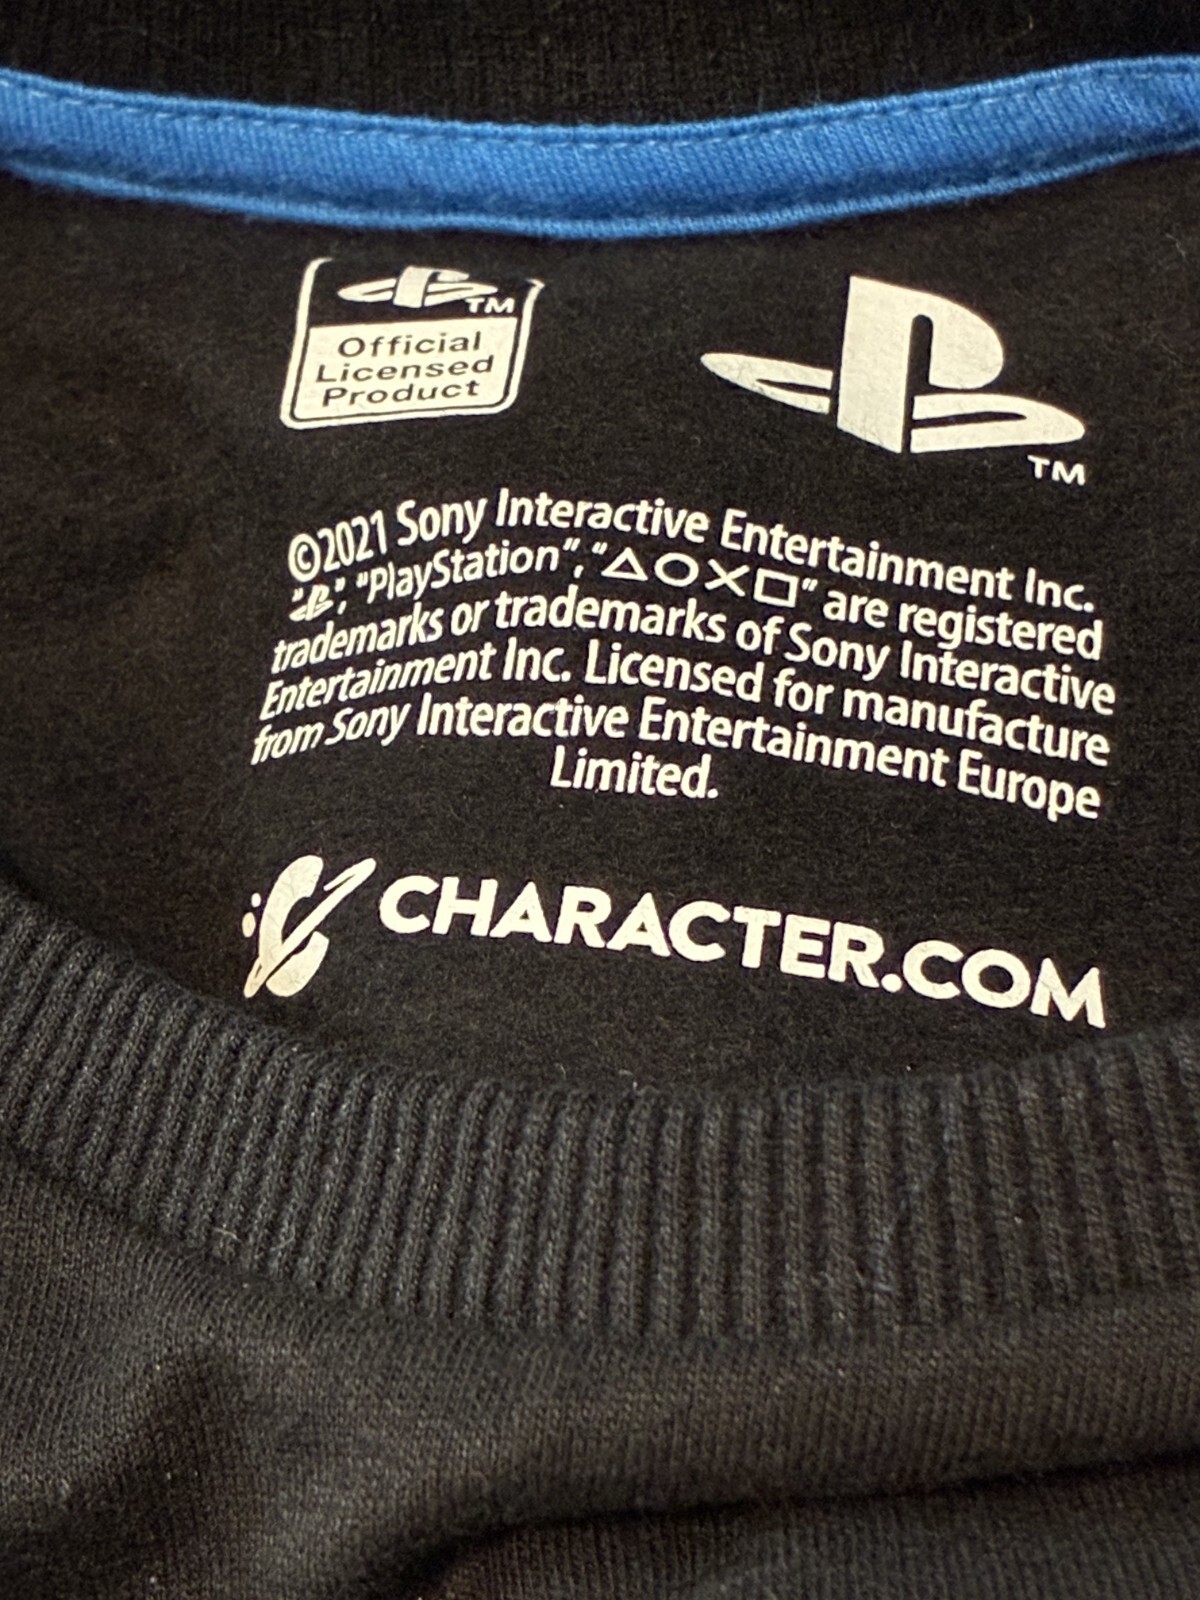 TM
Official
Licensed
Product
TM
©2021 Sony Interactive Entertainment Inc.
" ", "PlayStation", "△○✕□" are registered
trademarks or trademarks of Sony Interactive
Entertainment Inc. Licensed for manufacture
from Sony Interactive Entertainment Europe
Limited.
CHARACTER.COM